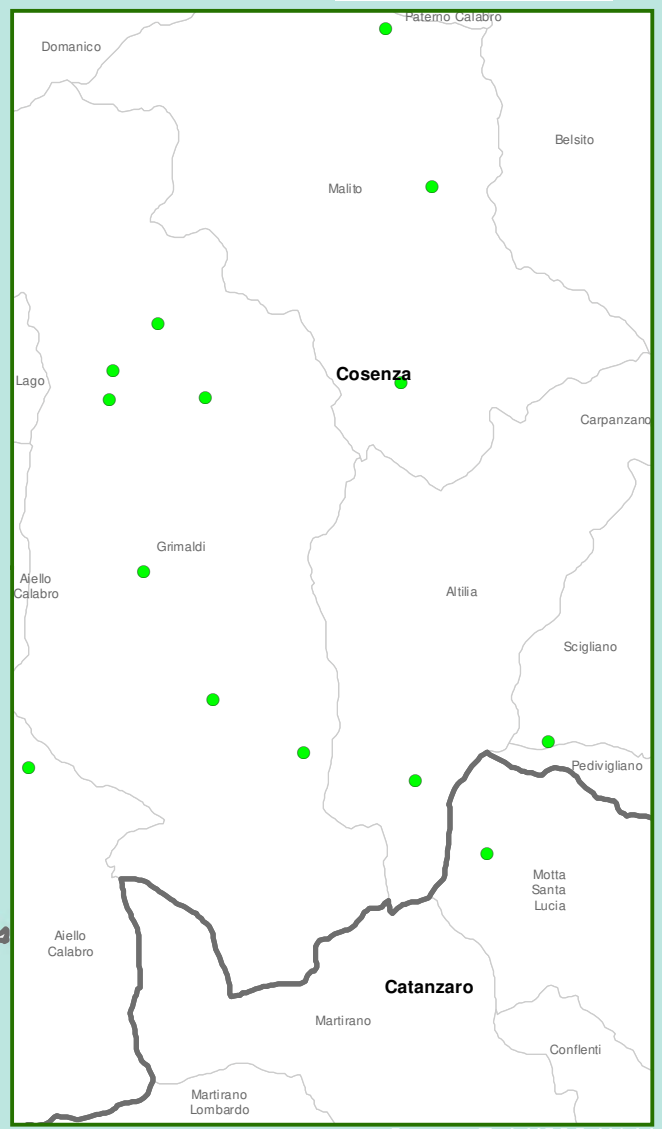 Paterno Calabro
Domanico
Belsito
Malito
Cosenza
Lago
Carpanzano
Grimaldi
Aiello
Calabro
Altilia
Scigliano
Pedivigliano
Motta
Santa
Lucia
Aiello
Calabro
Catanzaro
Martirano
Conflenti
Martirano
Lombardo